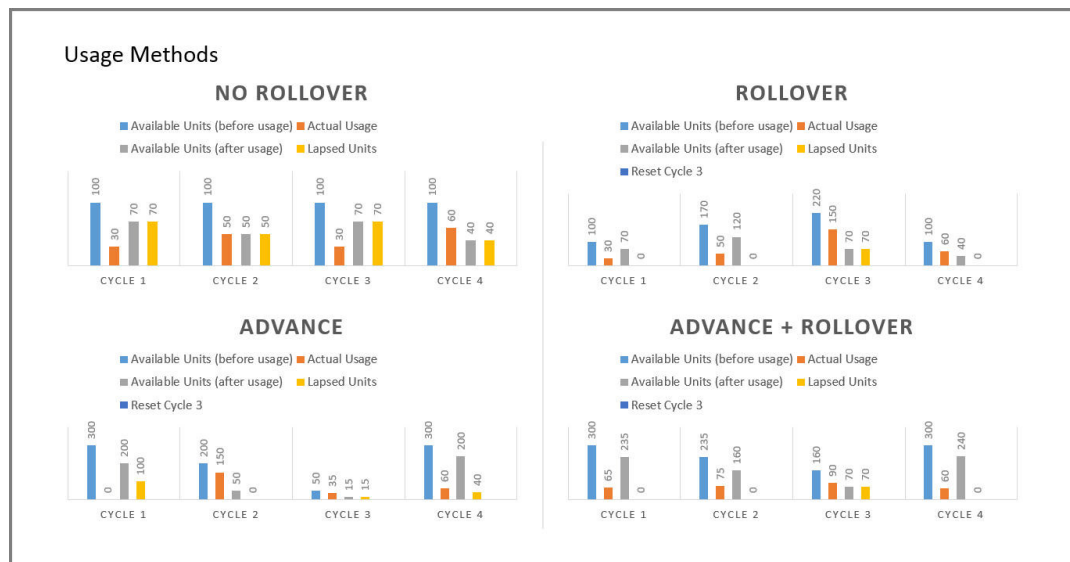 Usage Methods
NO ROLLOVER
Available Units (before usage) Actual Usage
Available Units (after usage) Lapsed Units
100 30 70 70 100 50 50 50 100 30 70 70 100 60 40 40
CYCLE 1 CYCLE 2 CYCLE 3 CYCLE 4
ROLLOVER
Available Units (before usage) Actual Usage
Available Units (after usage) Lapsed Units
Reset Cycle 3
100 30 70 0 170 50 120 0 220 150 70 70 100 60 40 0
CYCLE 1 CYCLE 2 CYCLE 3 CYCLE 4
ADVANCE
Available Units (before usage) Actual Usage
Available Units (after usage) Lapsed Units
Reset Cycle 3
300 0 200 100 200 150 50 0 50 35 15 15 300 60 200 40
CYCLE 1 CYCLE 2 CYCLE 3 CYCLE 4
ADVANCE + ROLLOVER
Available Units (before usage) Actual Usage
Available Units (after usage) Lapsed Units
Reset Cycle 3
300 65 235 0 235 75 160 0 160 90 70 70 300 60 240 0
CYCLE 1 CYCLE 2 CYCLE 3 CYCLE 4